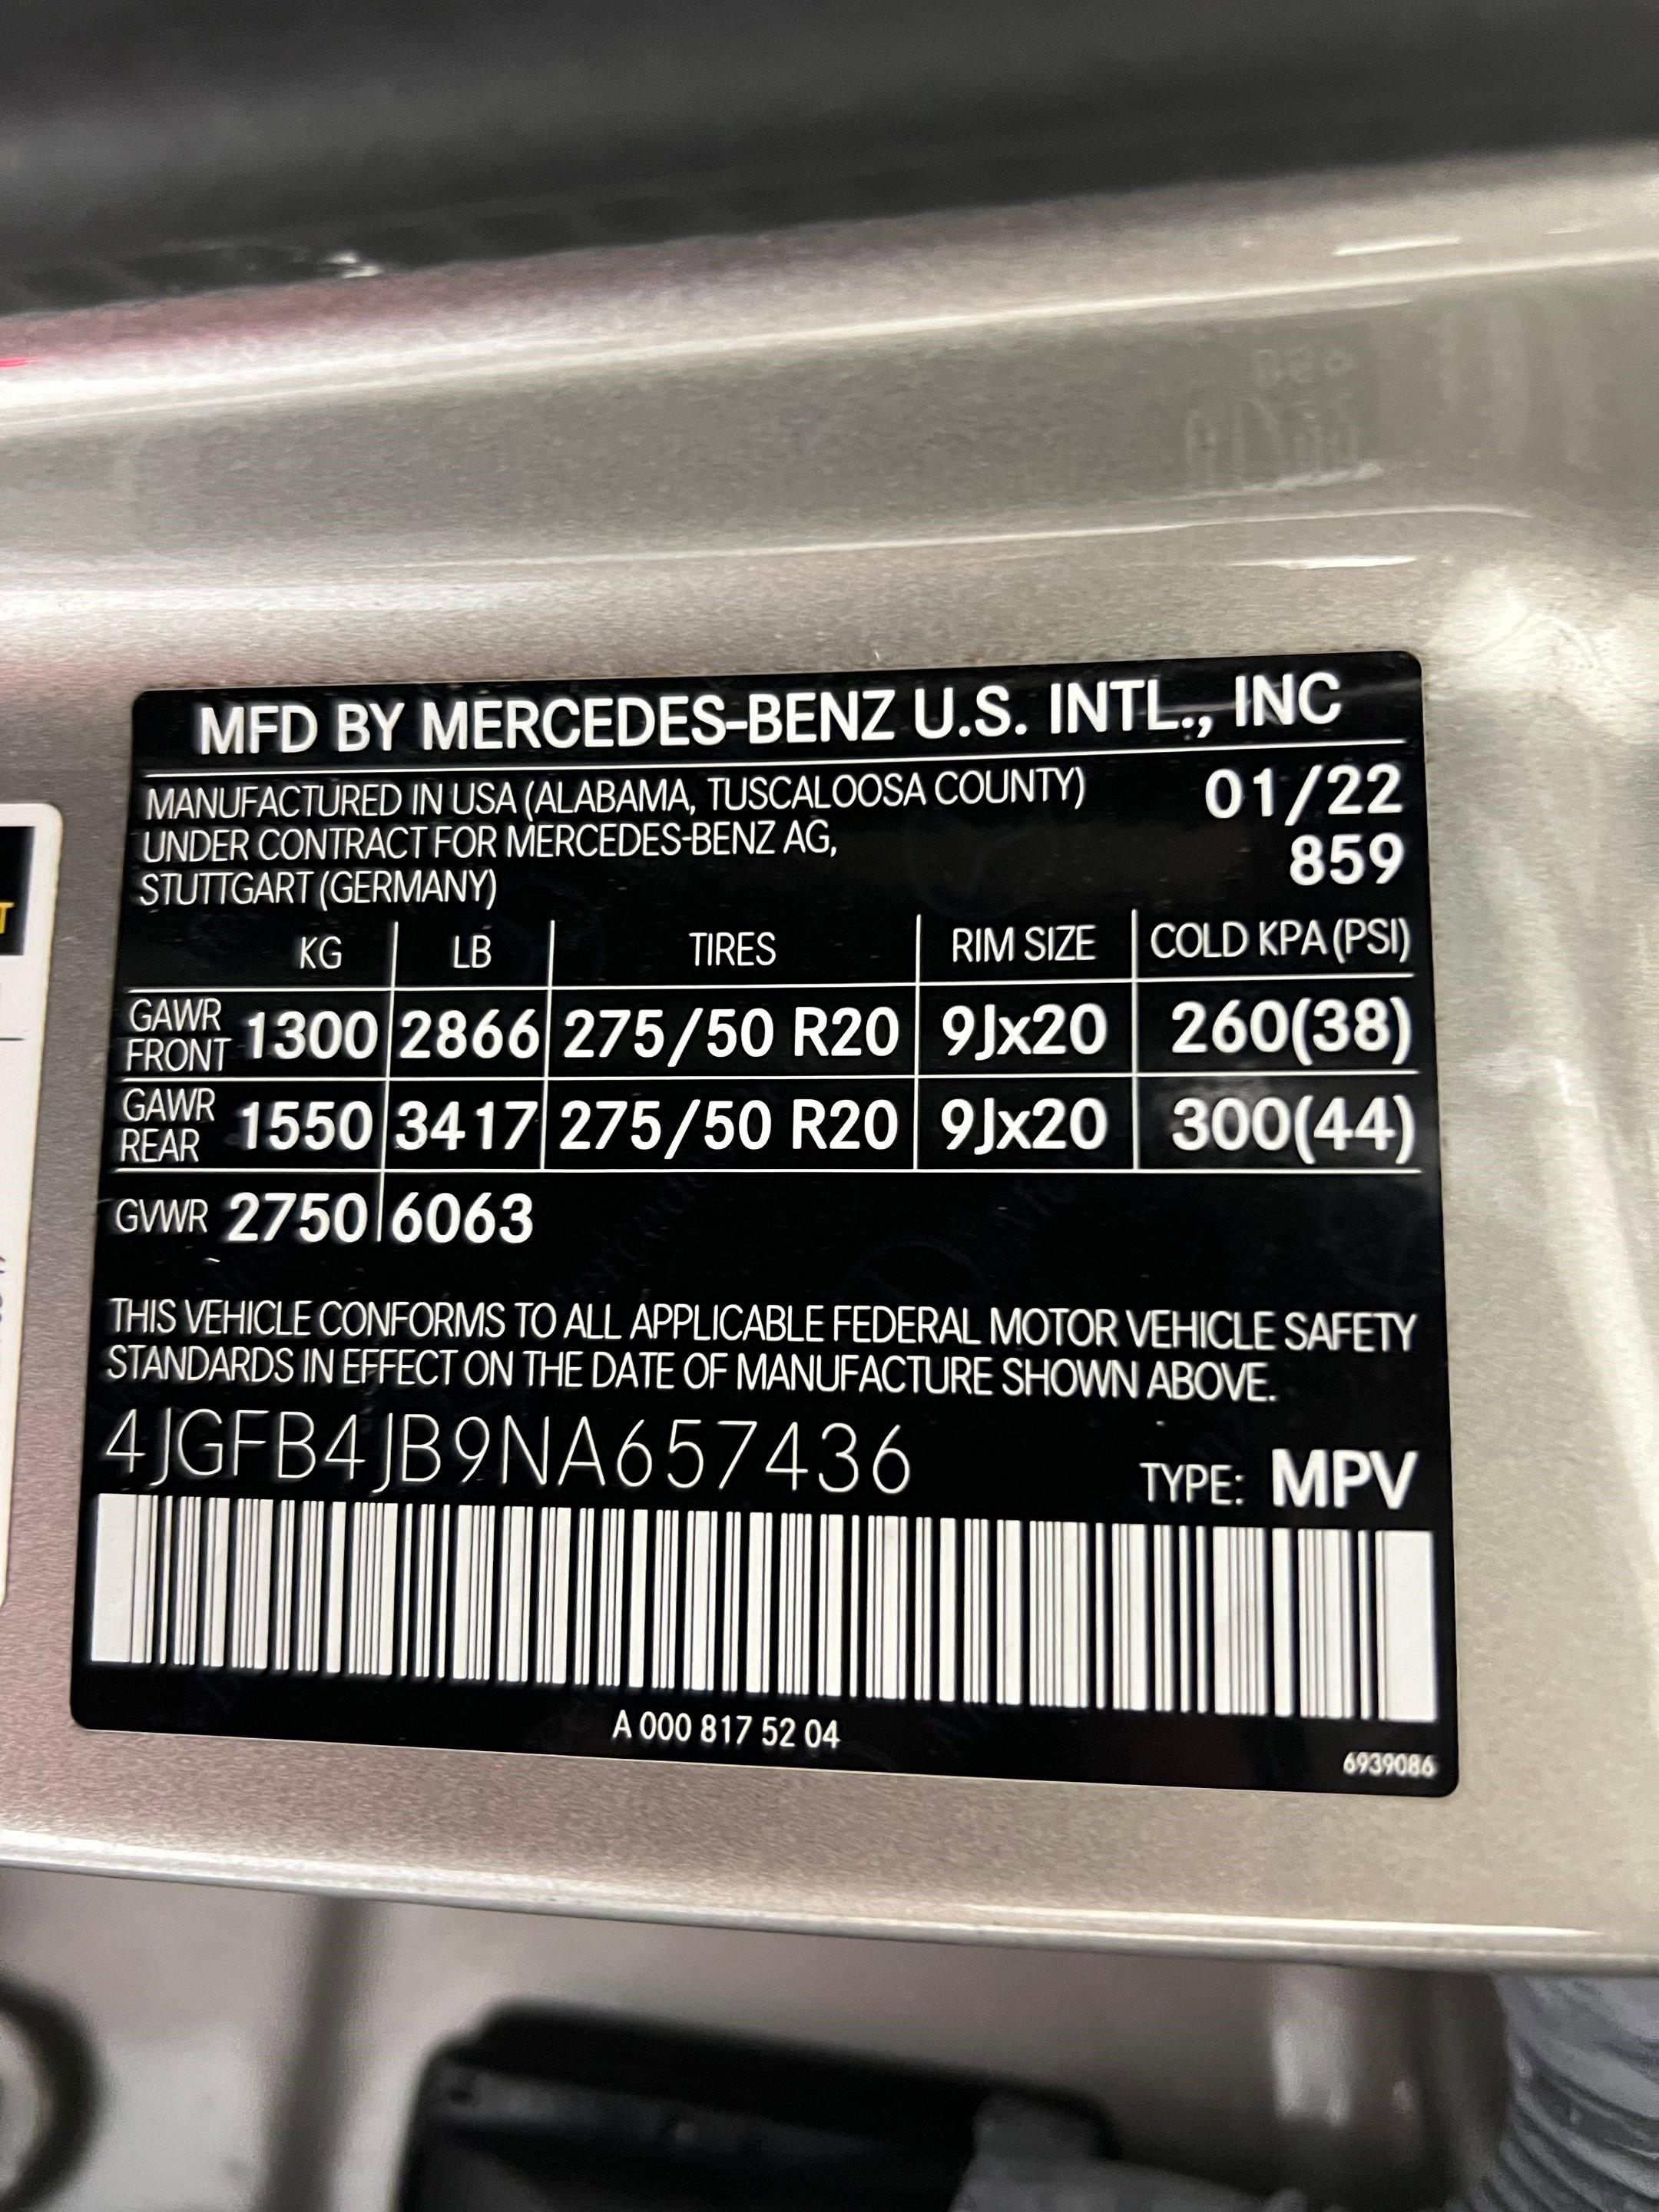 MFD BY MERCEDES-BENZ U.S. INTL., INC
MANUFACTURED IN USA (ALABAMA, TUSCALOOSA COUNTY) 01/22
UNDER CONTRACT FOR MERCEDES-BENZ AG, 859
STUTTGART (GERMANY)
KG LB TIRES RIM SIZE COLD KPA (PSI)
GAWR FRONT 1300 2866 275/50 R20 9Jx20 260(38)
GAWR REAR 1550 3417 275/50 R20 9Jx20 300(44)
GVWR 2750 6063
THIS VEHICLE CONFORMS TO ALL APPLICABLE FEDERAL MOTOR VEHICLE SAFETY
STANDARDS IN EFFECT ON THE DATE OF MANUFACTURE SHOWN ABOVE.
4JGFB4JB9NA657436 TYPE: MPV
A 000 817 52 04
6939086